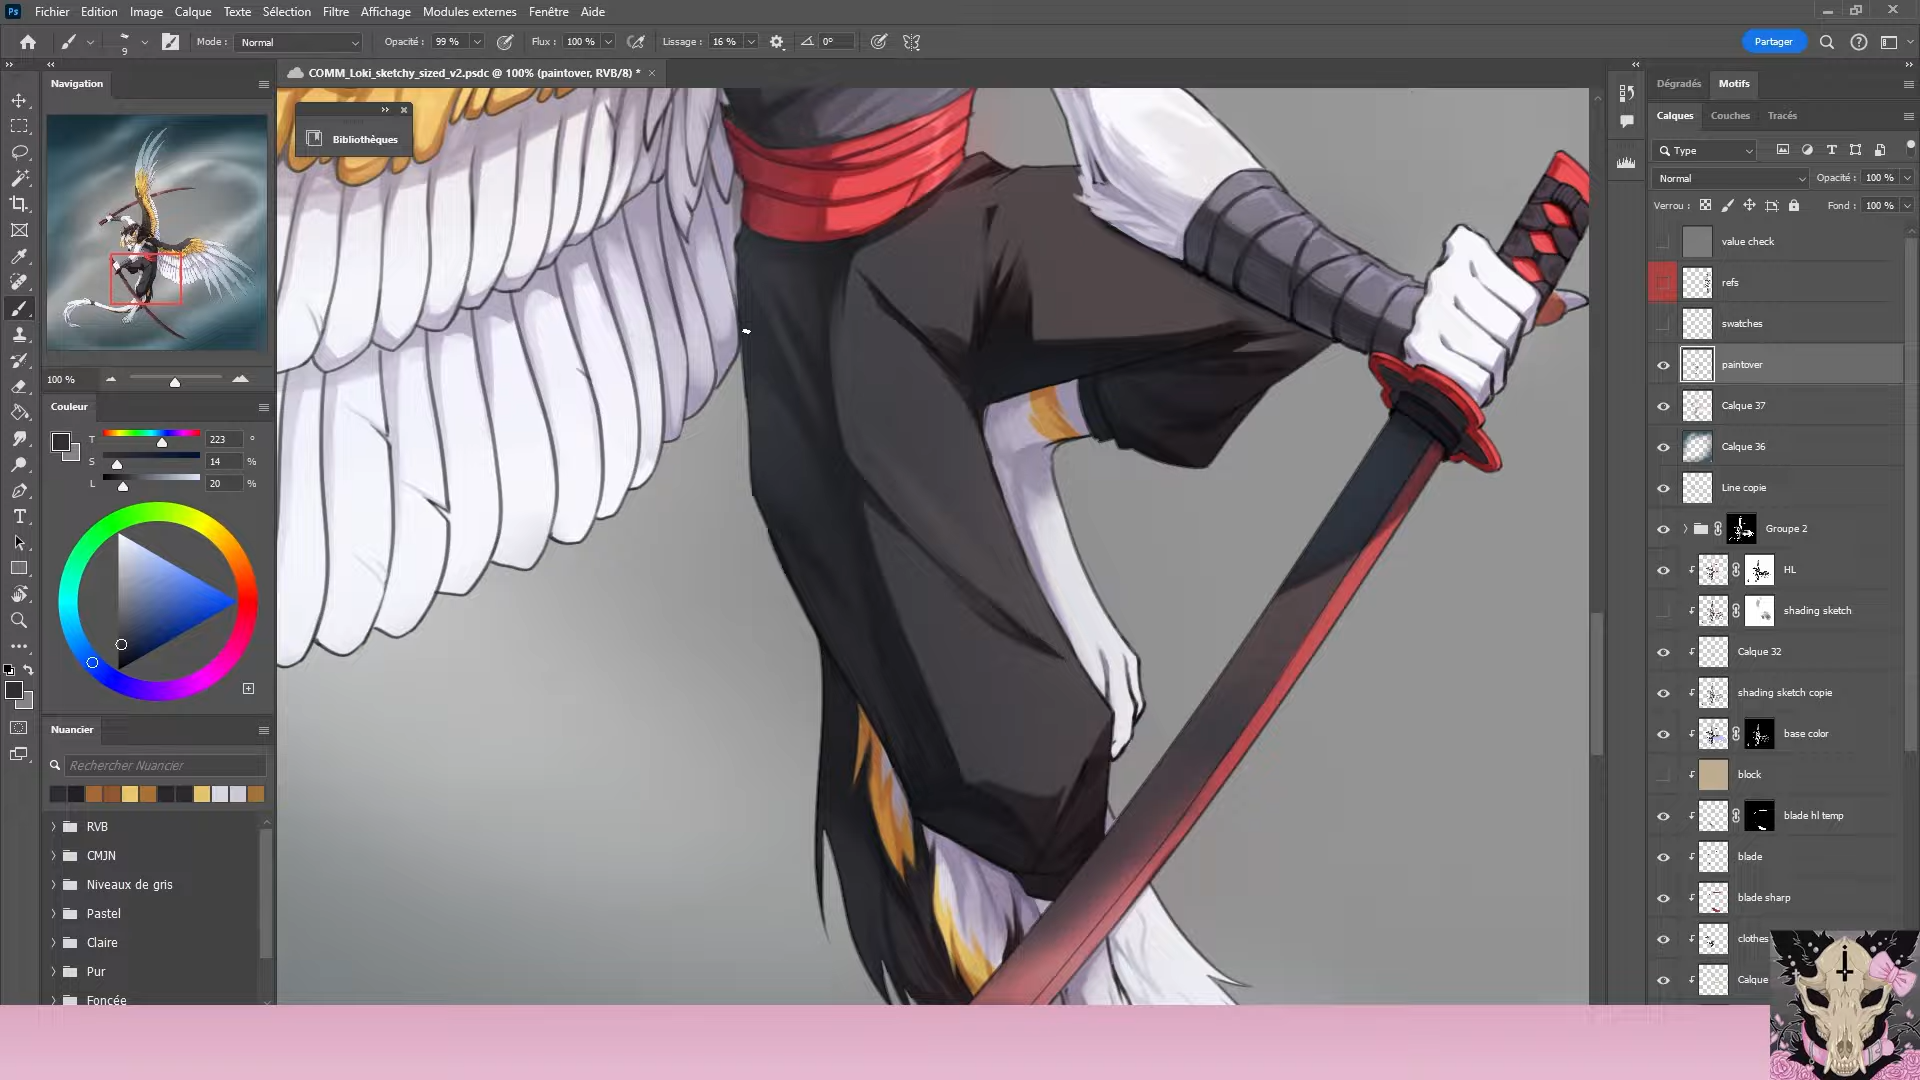 Ps Fichier Edition Image Calque Texte Sélection Filtre Affichage Modules externes Fenêtre Aide
9 Mode : Normal Opacité : 99 % Flux : 100 % Lissage : 16 % 0° Partager
Navigation
COMM_Loki_sketchy_sized_v2.psdc @ 100% (paintover, RVB/8) *
Dégradés Motifs
Bibliothèques
Calques Couches Tracés
Type
Normal Opacité : 100 %
Verrou : Fond : 100 %
value check
refs
swatches
paintover
100 %
Couleur
Calque 37
T 223 °
S 14 %
L 20 %
Calque 36
Line copie
Groupe 2
HL
shading sketch
Calque 32
shading sketch copie
base color
Nuancier
Rechercher Nuancier
block
blade hl temp
RVB
CMJN
Niveaux de gris
Pastel
Claire
Pur
Foncée
blade
blade sharp
clothes
Calque